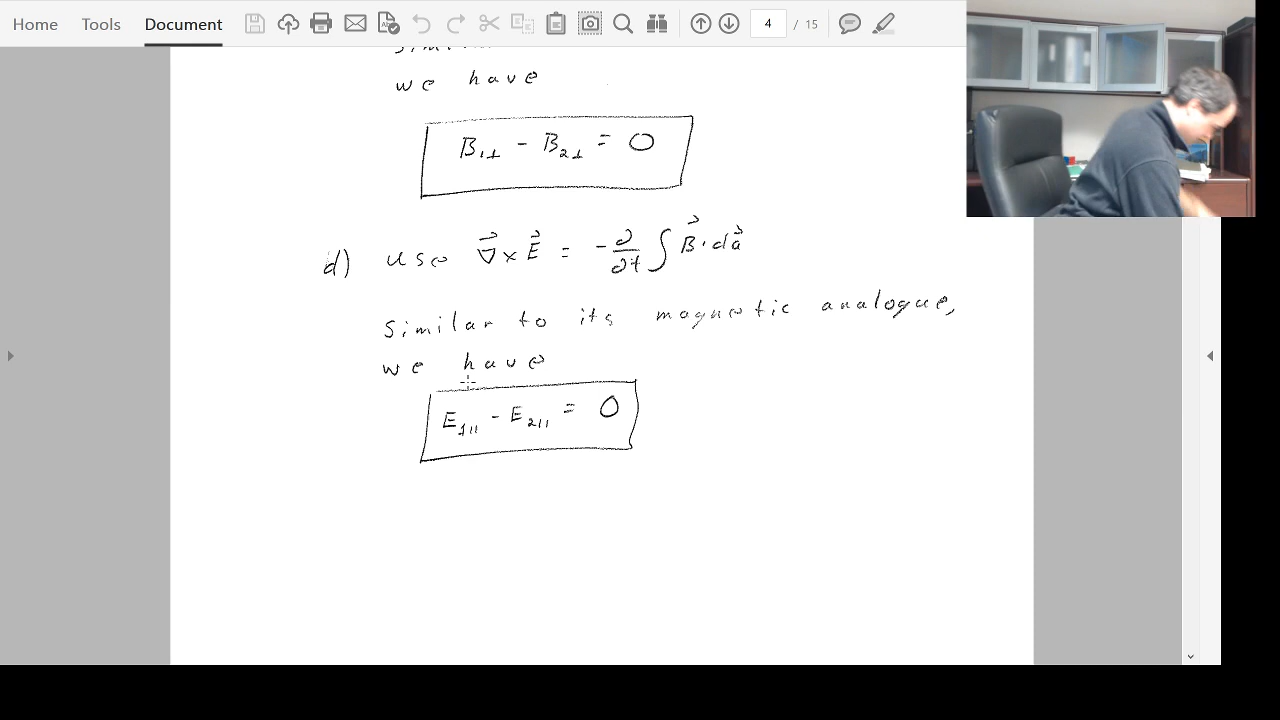 Home Tools Document 4 / 15
we have
B₁⊥ - B₂⊥ = 0
d) use ∇⃗ × E⃗ = -∂/∂t ∫ B⃗ · da⃗
Similar to its magnetic analogue,
we have
E₁∥ - E₂∥ = 0